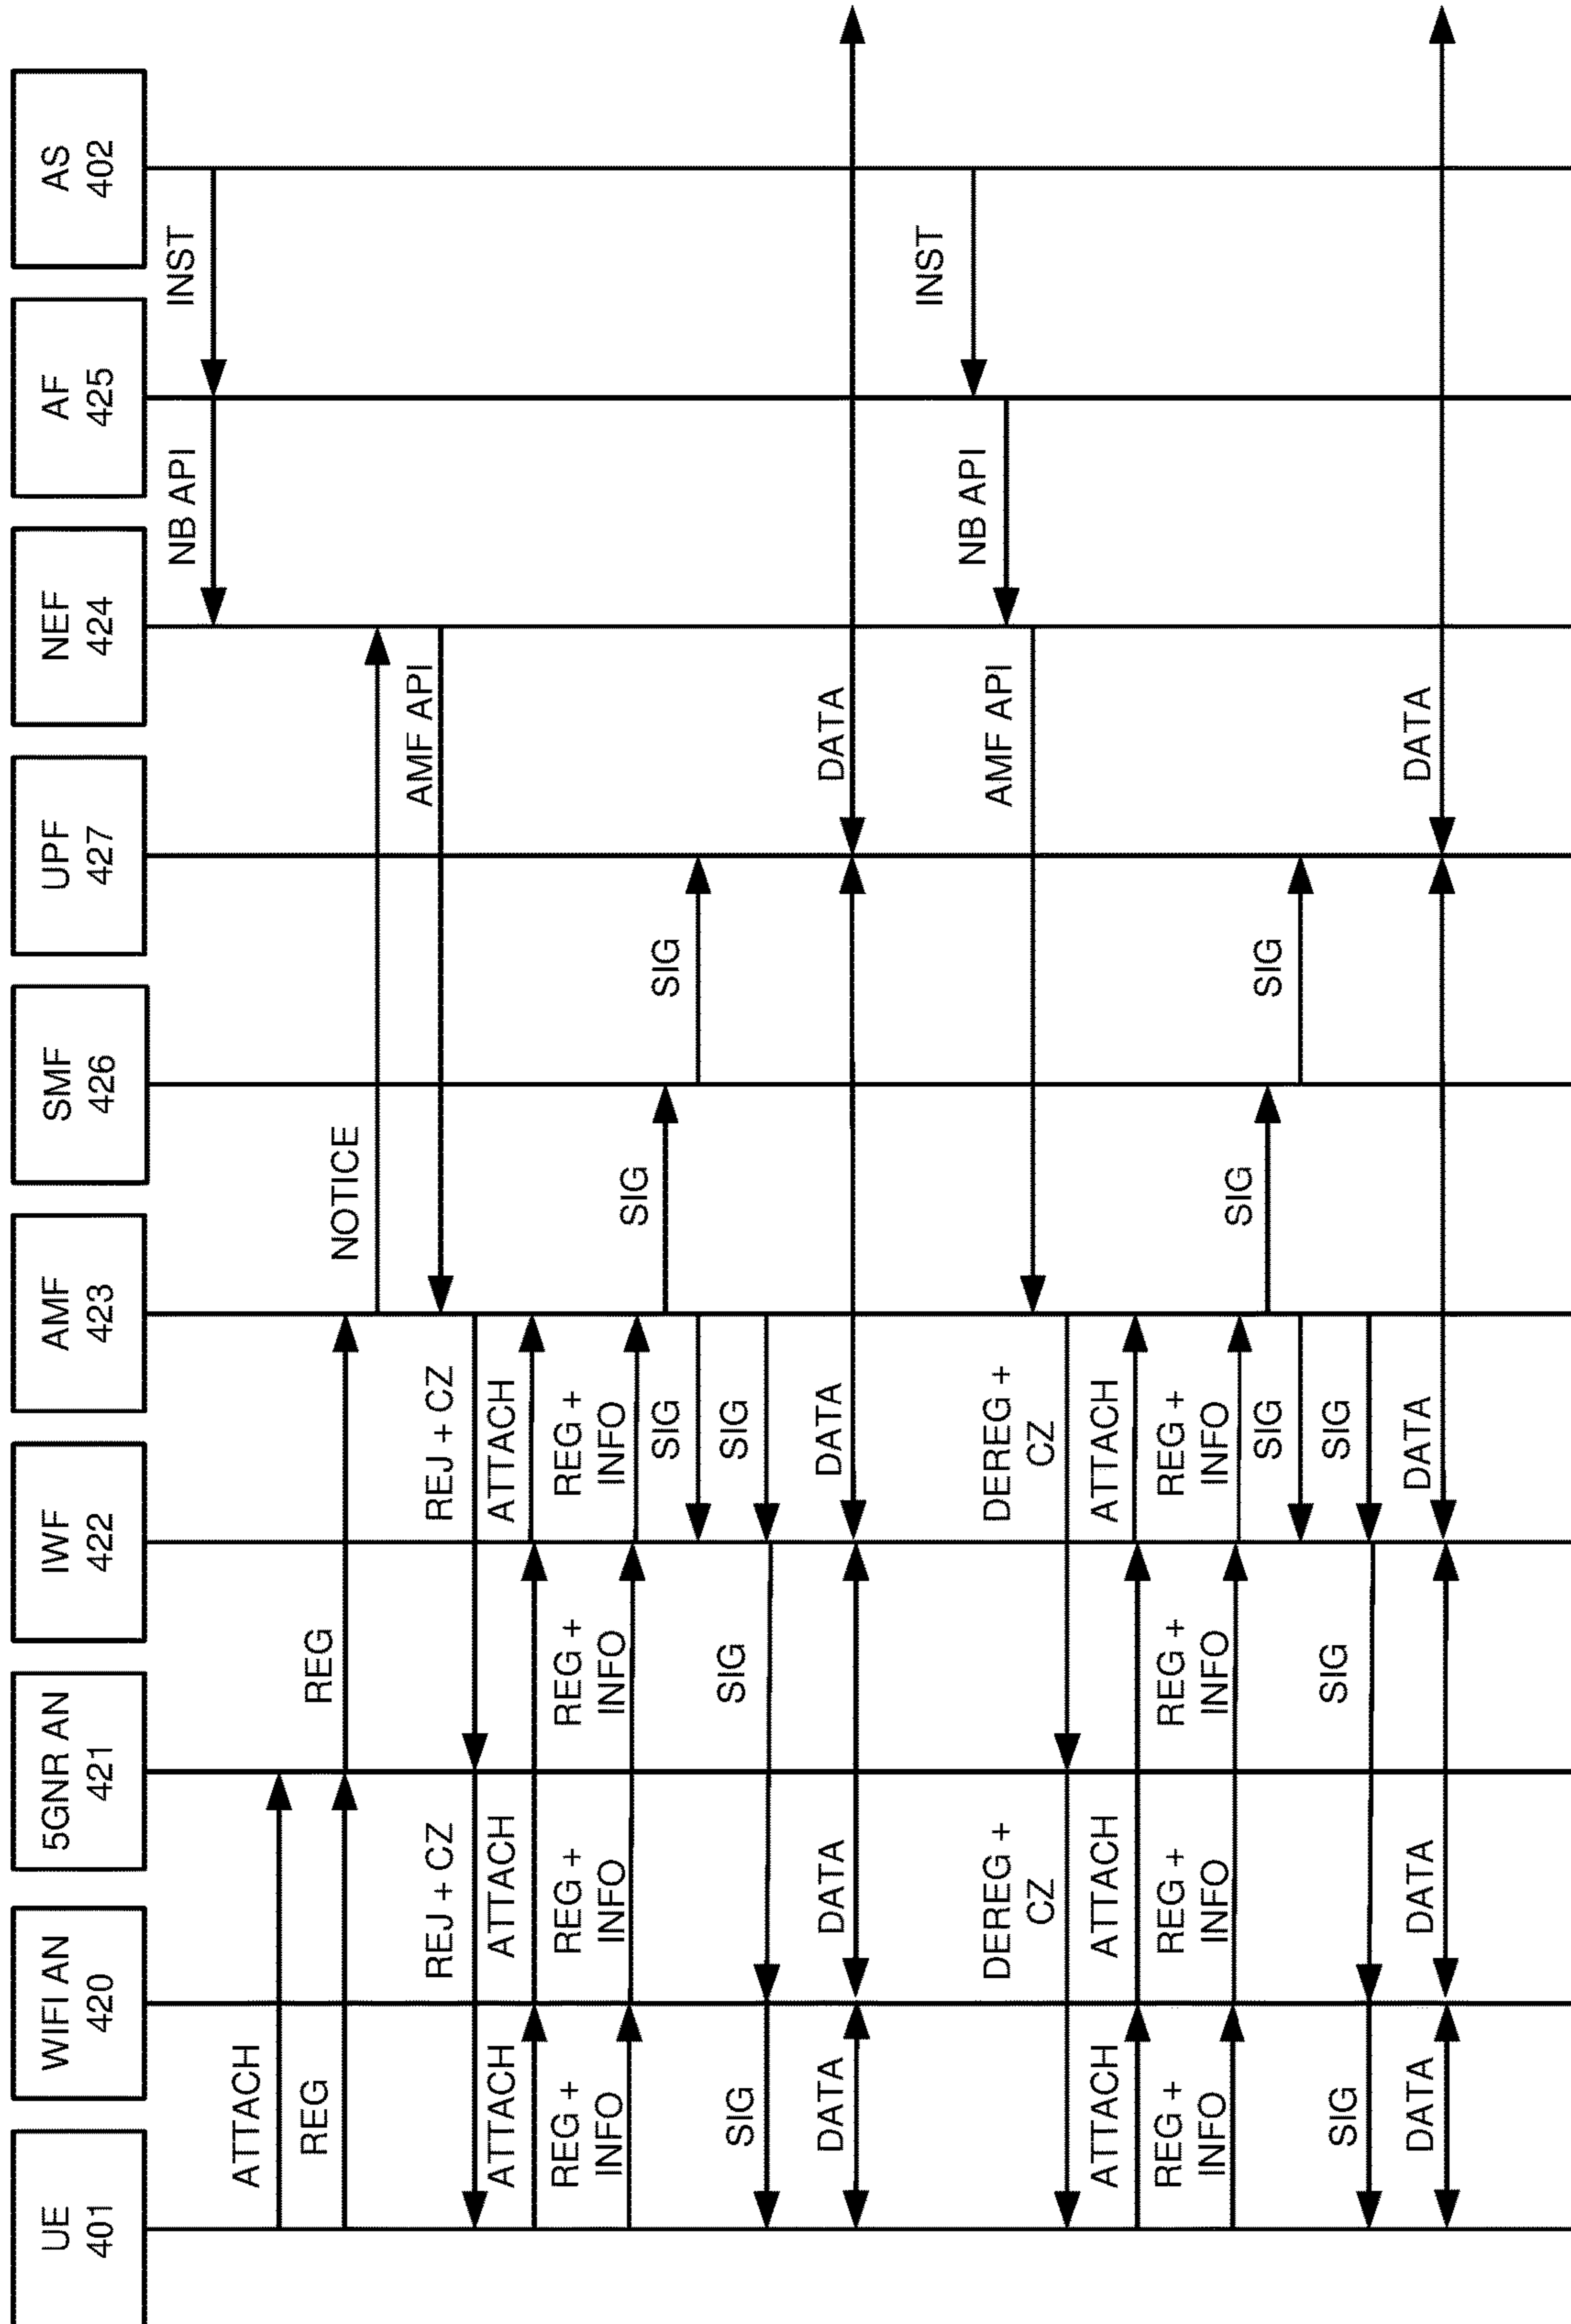 UE
401
WIFI AN
420
5GNR AN
421
IWF
422
AMF
423
SMF
426
UPF
427
NEF
424
AF
425
AS
402
NB API
INST
ATTACH
REG
REG
NOTICE
AMF API
REJ + CZ
REJ + CZ
ATTACH
ATTACH
ATTACH
REG +
INFO
REG +
INFO
REG +
INFO
REG +
INFO
SIG
SIG
SIG
SIG
SIG
SIG
DATA
DATA
DATA
DATA
INST
NB API
AMF API
DEREG +
CZ
DEREG +
CZ
ATTACH
ATTACH
ATTACH
REG +
INFO
REG +
INFO
REG +
INFO
REG +
INFO
SIG
SIG
SIG
SIG
SIG
SIG
DATA
DATA
DATA
DATA